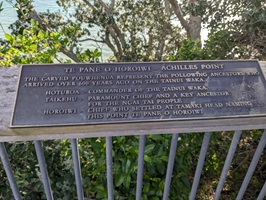 TE PANE O HOROIWI ACHILLES POINT
THE CARVED POUWHENUA REPRESENT THE FOLLOWING ANCESTORS WHO
ARRIVED OVER 600 YEARS AGO ON THE TAINUI WAKA
HOTUROA - COMMANDER OF THE TAINUI WAKA
TAIKEHU - PARAMOUNT CHIEF AND A KEY ANCESTOR
FOR THE NGAI TAI PEOPLE
HOROIWI - CHIEF WHO SETTLED AT TAMAKI HEAD NAMING
THIS POINT TE PANE O HOROIWI